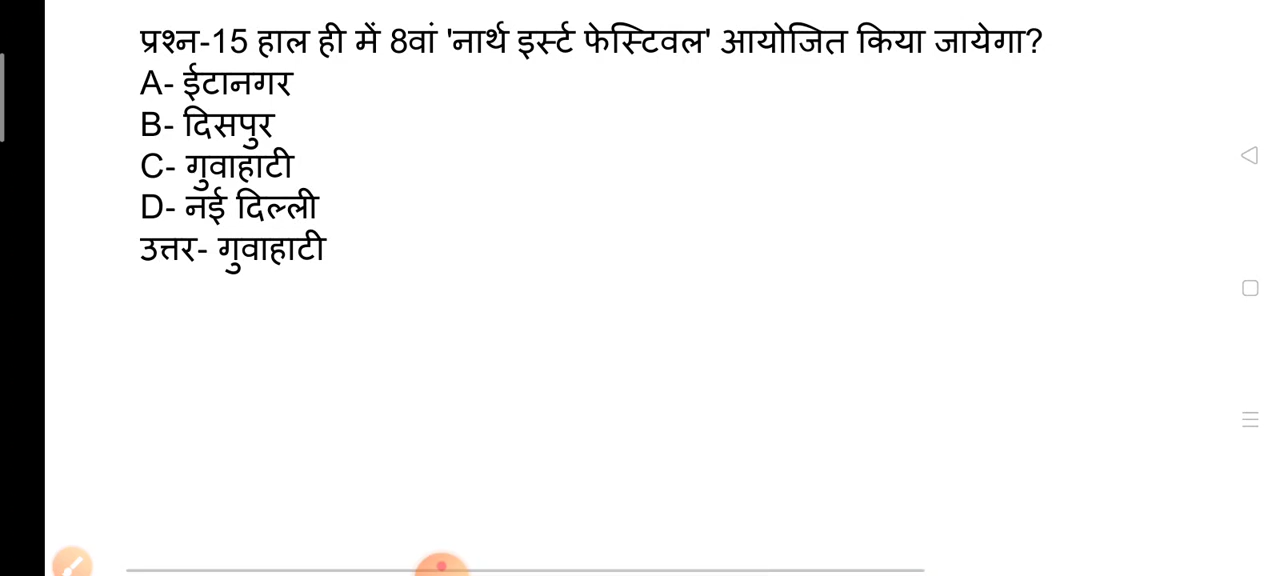 प्रश्न-15 हाल ही में 8वां 'नार्थ इर्स्ट फेस्टिवल' आयोजित किया जायेगा?
A- ईटानगर
B- दिसपुर
C- गुवाहाटी
D- नई दिल्ली
उत्तर- गुवाहाटी